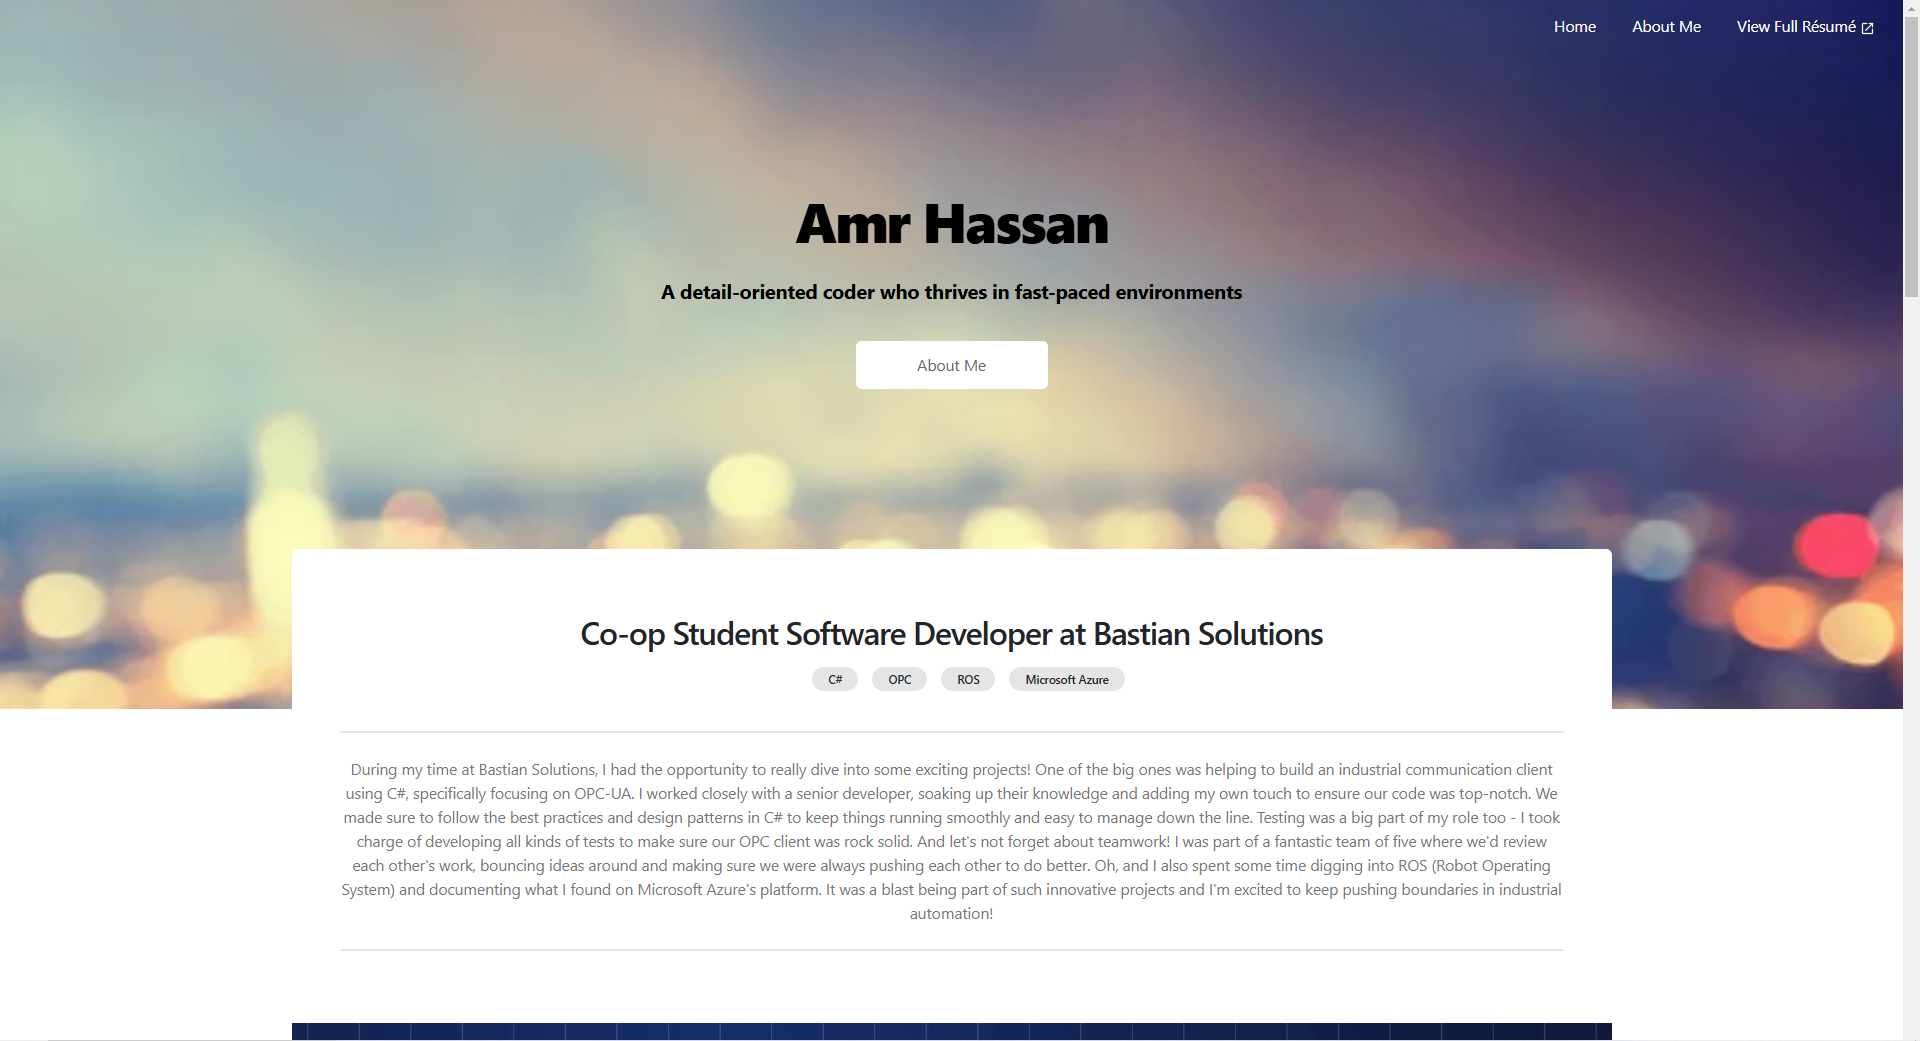 Home About Me View Full Résumé
Amr Hassan
A detail-oriented coder who thrives in fast-paced environments
About Me
Co-op Student Software Developer at Bastian Solutions
C# OPC ROS Microsoft Azure
During my time at Bastian Solutions, I had the opportunity to really dive into some exciting projects! One of the big ones was helping to build an industrial communication client
using C#, specifically focusing on OPC-UA. I worked closely with a senior developer, soaking up their knowledge and adding my own touch to ensure our code was top-notch. We
made sure to follow the best practices and design patterns in C# to keep things running smoothly and easy to manage down the line. Testing was a big part of my role too - I took
charge of developing all kinds of tests to make sure our OPC client was rock solid. And let's not forget about teamwork! I was part of a fantastic team of five where we'd review
each other's work, bouncing ideas around and making sure we were always pushing each other to do better. Oh, and I also spent some time digging into ROS (Robot Operating
System) and documenting what I found on Microsoft Azure's platform. It was a blast being part of such innovative projects and I'm excited to keep pushing boundaries in industrial
automation!